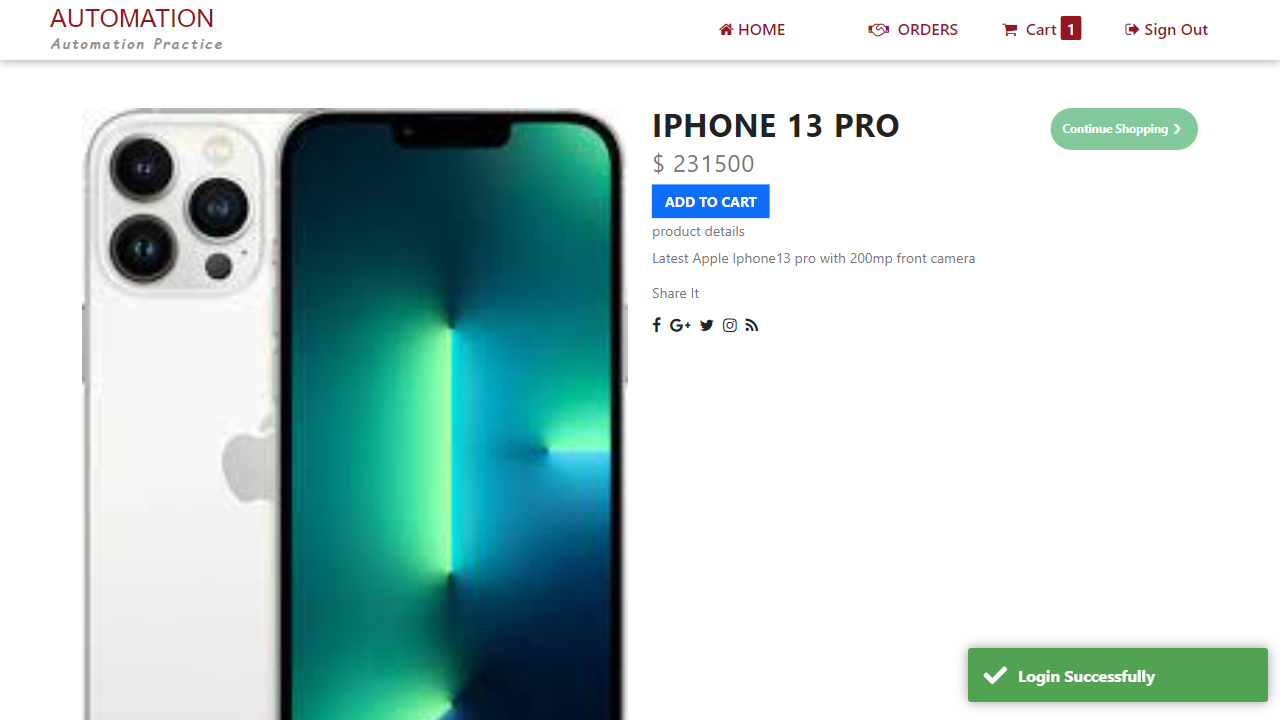 AUTOMATION
Automation Practice
HOME
ORDERS
Cart 1
Sign Out
IPHONE 13 PRO
Continue Shopping
$ 231500
ADD TO CART
product details
Latest Apple Iphone13 pro with 200mp front camera
Share It
Login Successfully